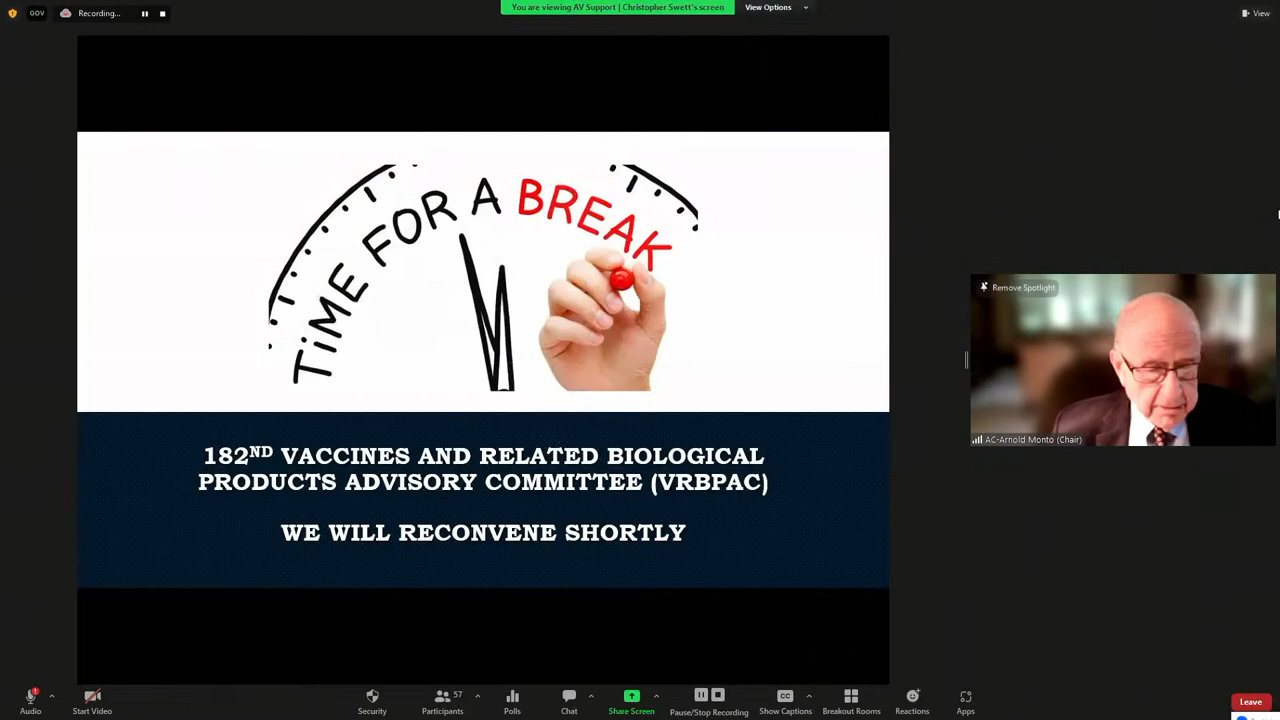 GOV
Recording...
You are viewing AV Support | Christopher Swett's screen
View Options
View
TiME FOR A BREAK
Remove Spotlight
AC-Arnold Monto (Chair)
182ND VACCINES AND RELATED BIOLOGICAL
PRODUCTS ADVISORY COMMITTEE (VRBPAC)
WE WILL RECONVENE SHORTLY
Audio
Start Video
Security
57
Participants
Polls
Chat
Share Screen
Pause/Stop Recording
CC
Show Captions
Breakout Rooms
Reactions
Apps
Leave